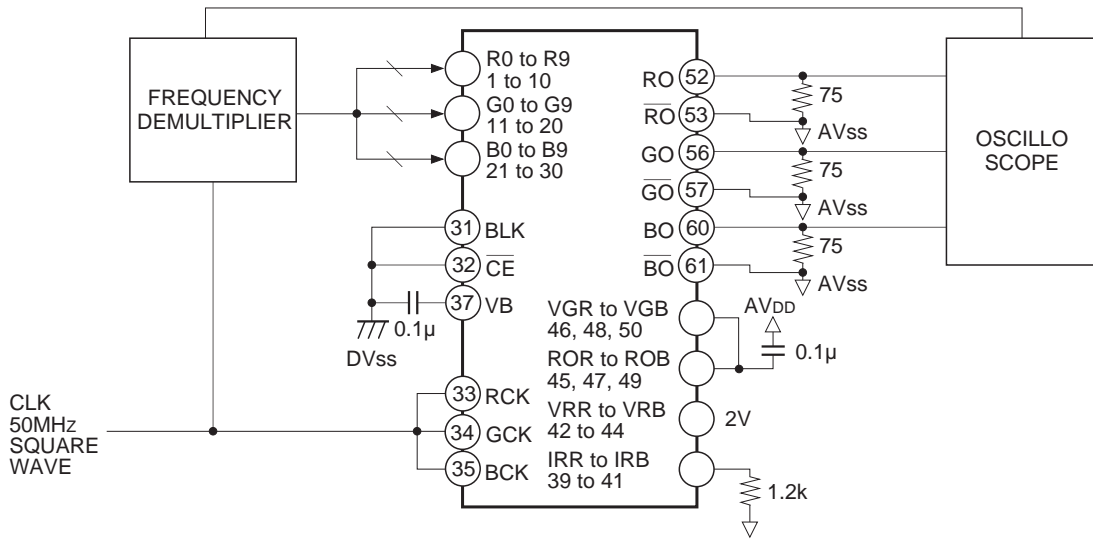 FREQUENCY
DEMULTIPLIER
R0 to R9
1 to 10
G0 to G9
11 to 20
B0 to B9
21 to 30
31 BLK
32 C̅E̅
37 VB
0.1µ
DVss
33 RCK
34 GCK
35 BCK
CLK
50MHz
SQUARE
WAVE
RO 52
R̅O̅ 53
GO 56
G̅O̅ 57
BO 60
B̅O̅ 61
VGR to VGB
46, 48, 50
ROR to ROB
45, 47, 49
VRR to VRB
42 to 44
IRR to IRB
39 to 41
75
AVss
75
AVss
75
AVss
AVDD
0.1µ
2V
1.2k
OSCILLO
SCOPE